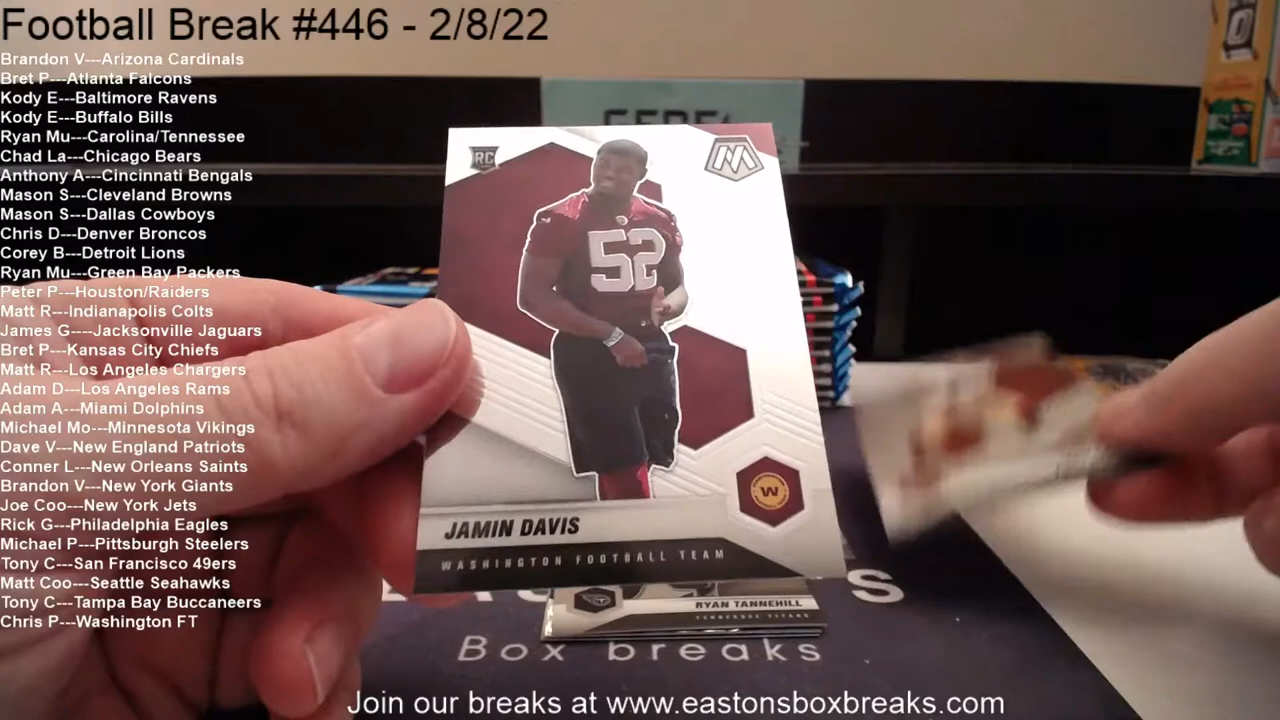 Football Break #446 - 2/8/22
Brandon V---Arizona Cardinals
Bret P---Atlanta Falcons
Kody E---Baltimore Ravens
Kody E---Buffalo Bills
Ryan Mu---Carolina/Tennessee
Chad La---Chicago Bears
Anthony A---Cincinnati Bengals
Mason S---Cleveland Browns
Mason S---Dallas Cowboys
Chris D---Denver Broncos
Corey B---Detroit Lions
Ryan Mu---Green Bay Packers
Peter P---Houston/Raiders
Matt R---Indianapolis Colts
James G----Jacksonville Jaguars
Bret P---Kansas City Chiefs
Matt R---Los Angeles Chargers
Adam D---Los Angeles Rams
Adam A---Miami Dolphins
Michael Mo---Minnesota Vikings
Dave V---New England Patriots
Conner L---New Orleans Saints
Brandon V---New York Giants
Joe Coo---New York Jets
Rick G---Philadelphia Eagles
Michael P---Pittsburgh Steelers
Tony C---San Francisco 49ers
Matt Coo---Seattle Seahawks
Tony C---Tampa Bay Buccaneers
Chris P---Washington FT
RC
M
52
W
JAMIN DAVIS
WASHINGTON FOOTBALL TEAM
RYAN TANNEHILL
TENNESSEE TITANS
Box breaks
Join our breaks at www.eastonsboxbreaks.com